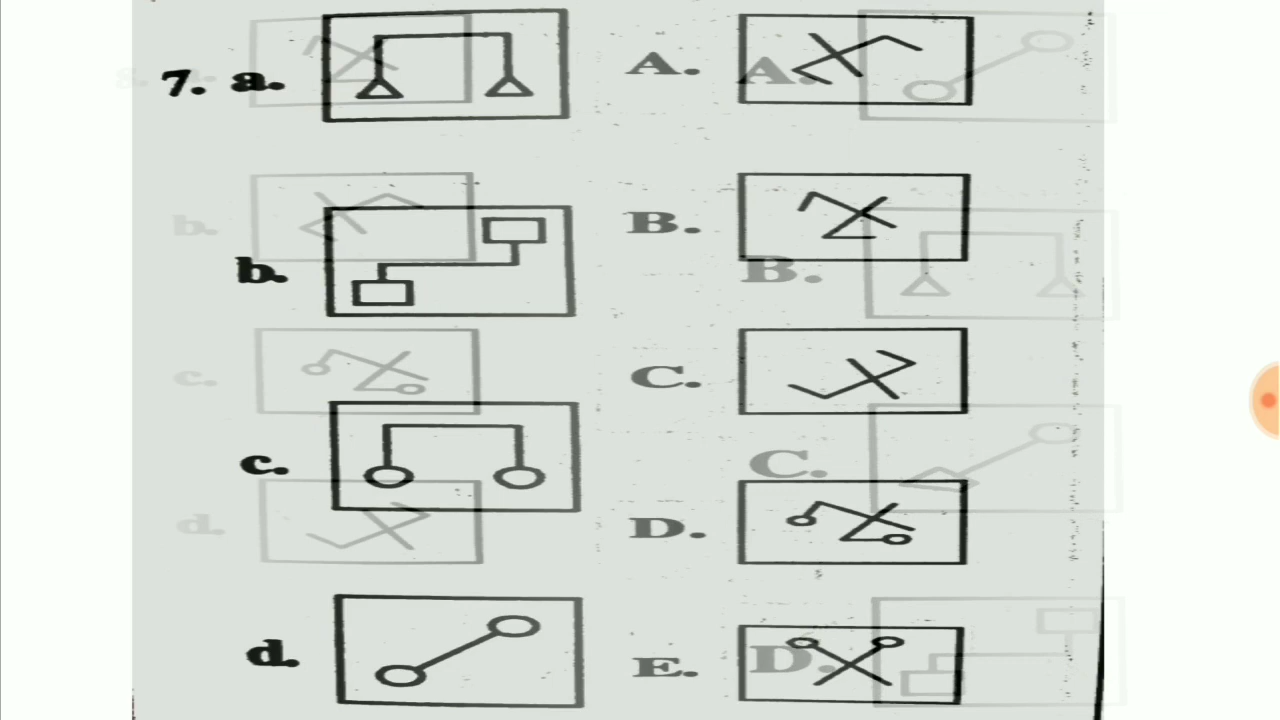 7. a. A. A.
b. B.
b. B.
c. C.
c. C.
d. D.
d. D.
E.